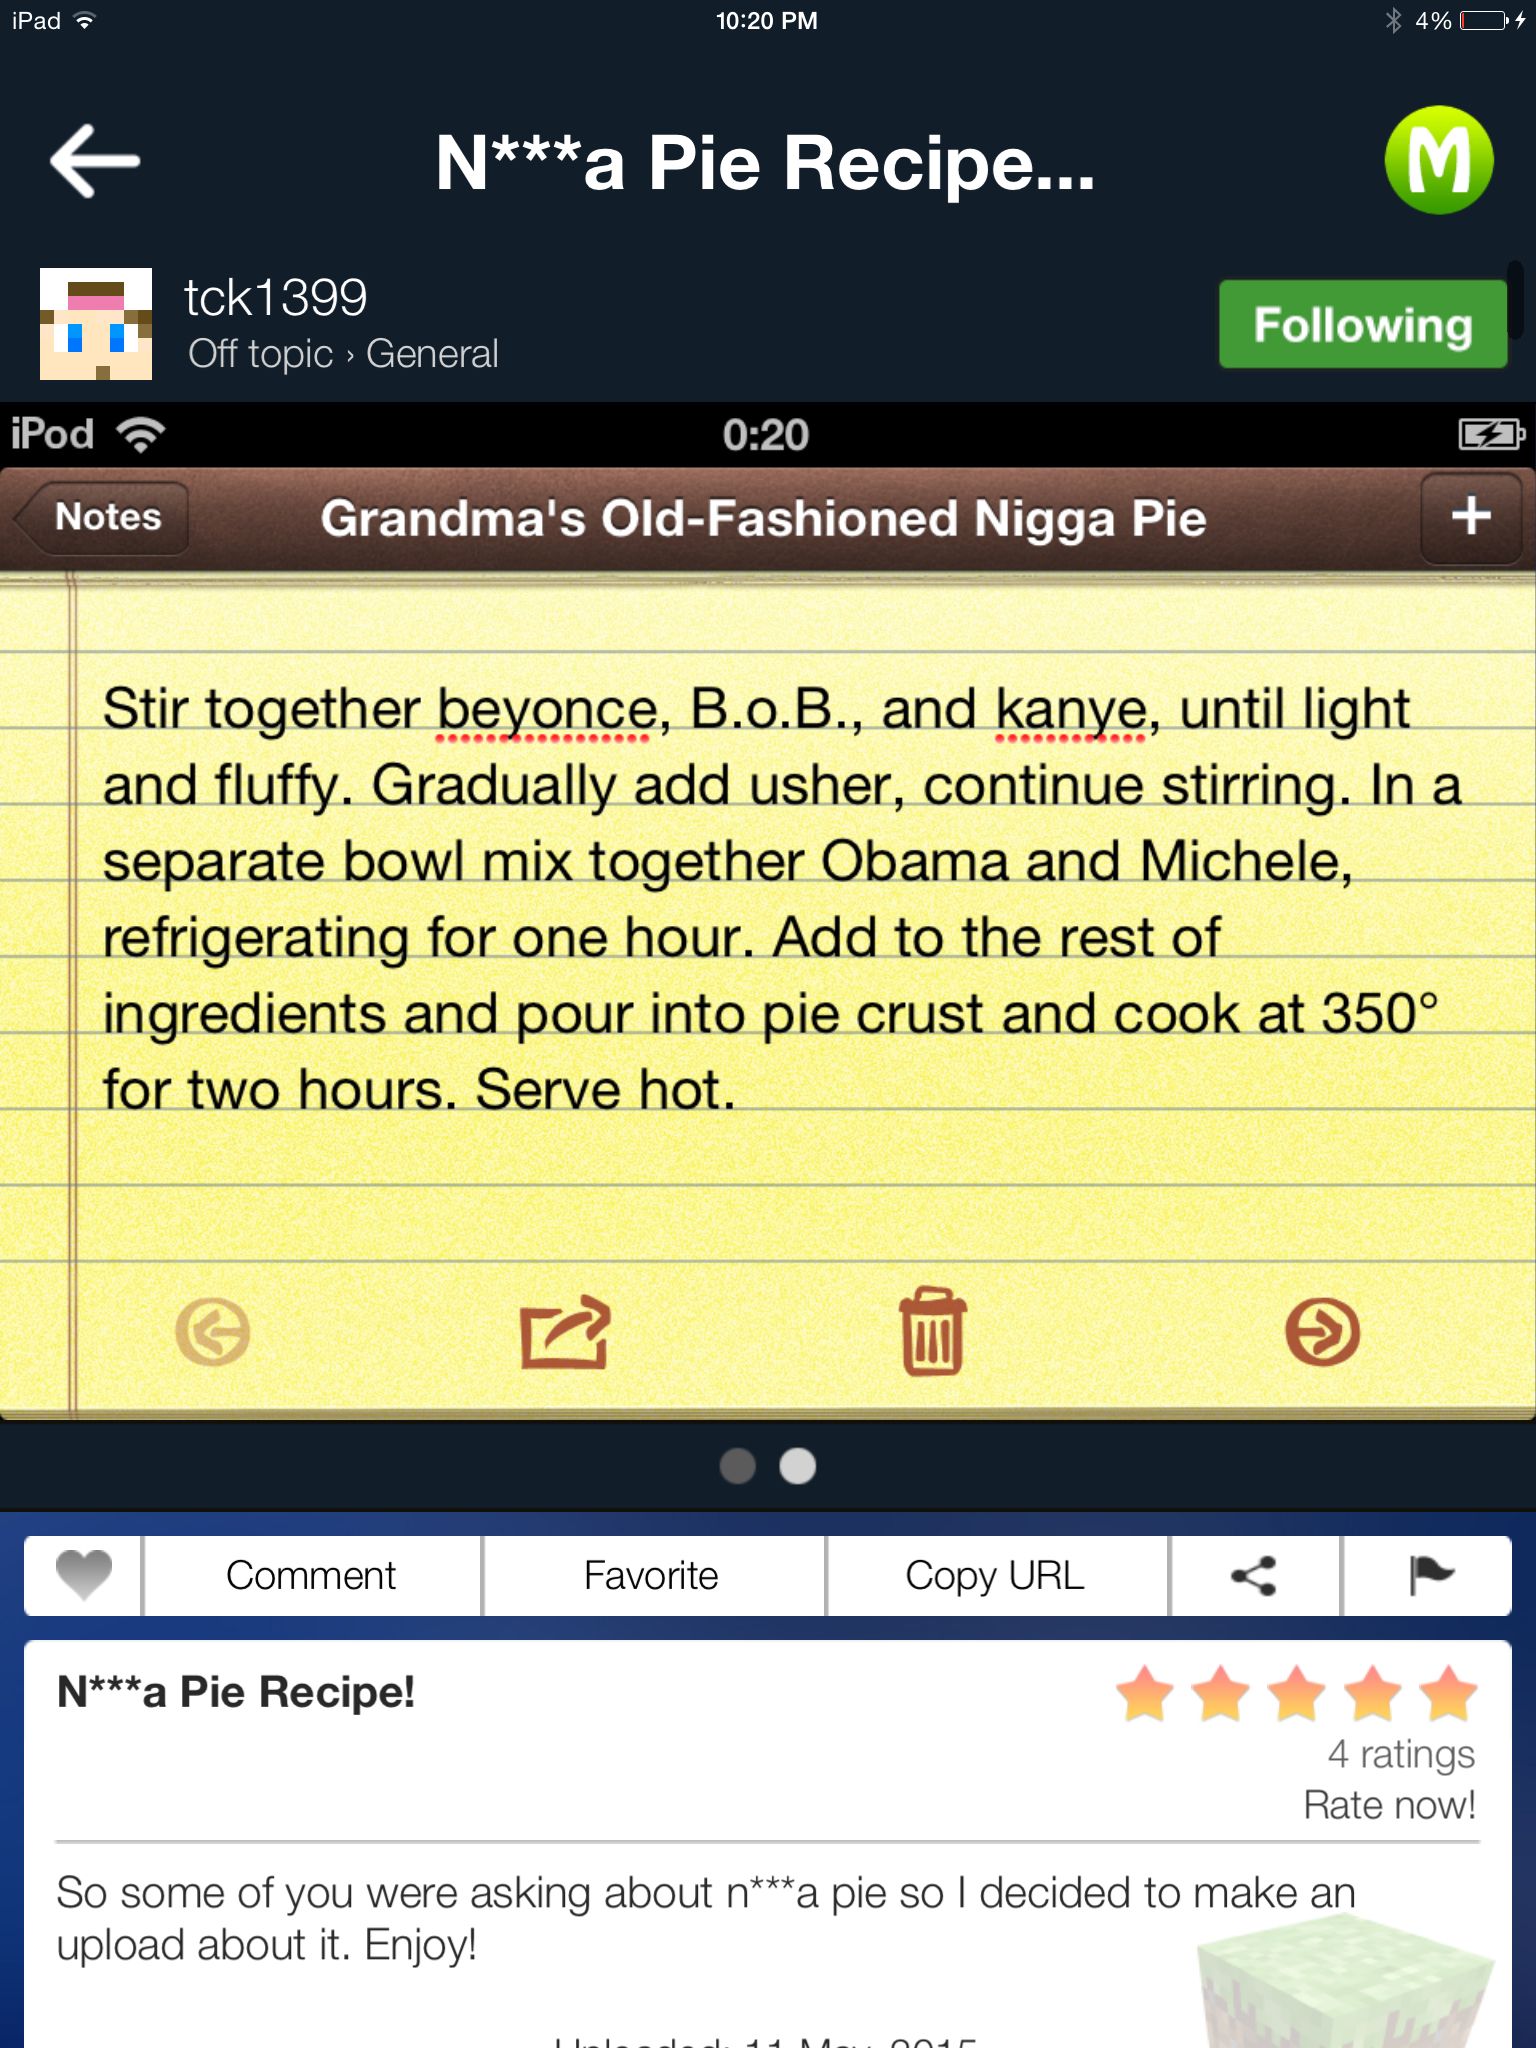 iPad 10:20 PM 4%
N***a Pie Recipe...
M
tck1399
Off topic › General
Following
iPod 0:20
Notes Grandma's Old-Fashioned Nigga Pie +
Stir together beyonce, B.o.B., and kanye, until light
and fluffy. Gradually add usher, continue stirring. In a
separate bowl mix together Obama and Michele,
refrigerating for one hour. Add to the rest of
ingredients and pour into pie crust and cook at 350°
for two hours. Serve hot.
Comment Favorite Copy URL
N***a Pie Recipe!
4 ratings
Rate now!
So some of you were asking about n***a pie so I decided to make an
upload about it. Enjoy!
Uploaded: 11 May, 2015